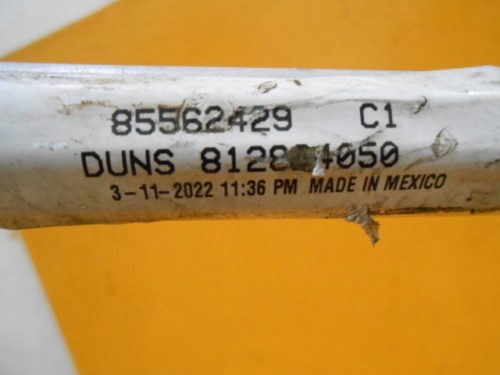 85562429 C1
DUNS
3-11-2022 11:36 PM MADE IN MEXICO